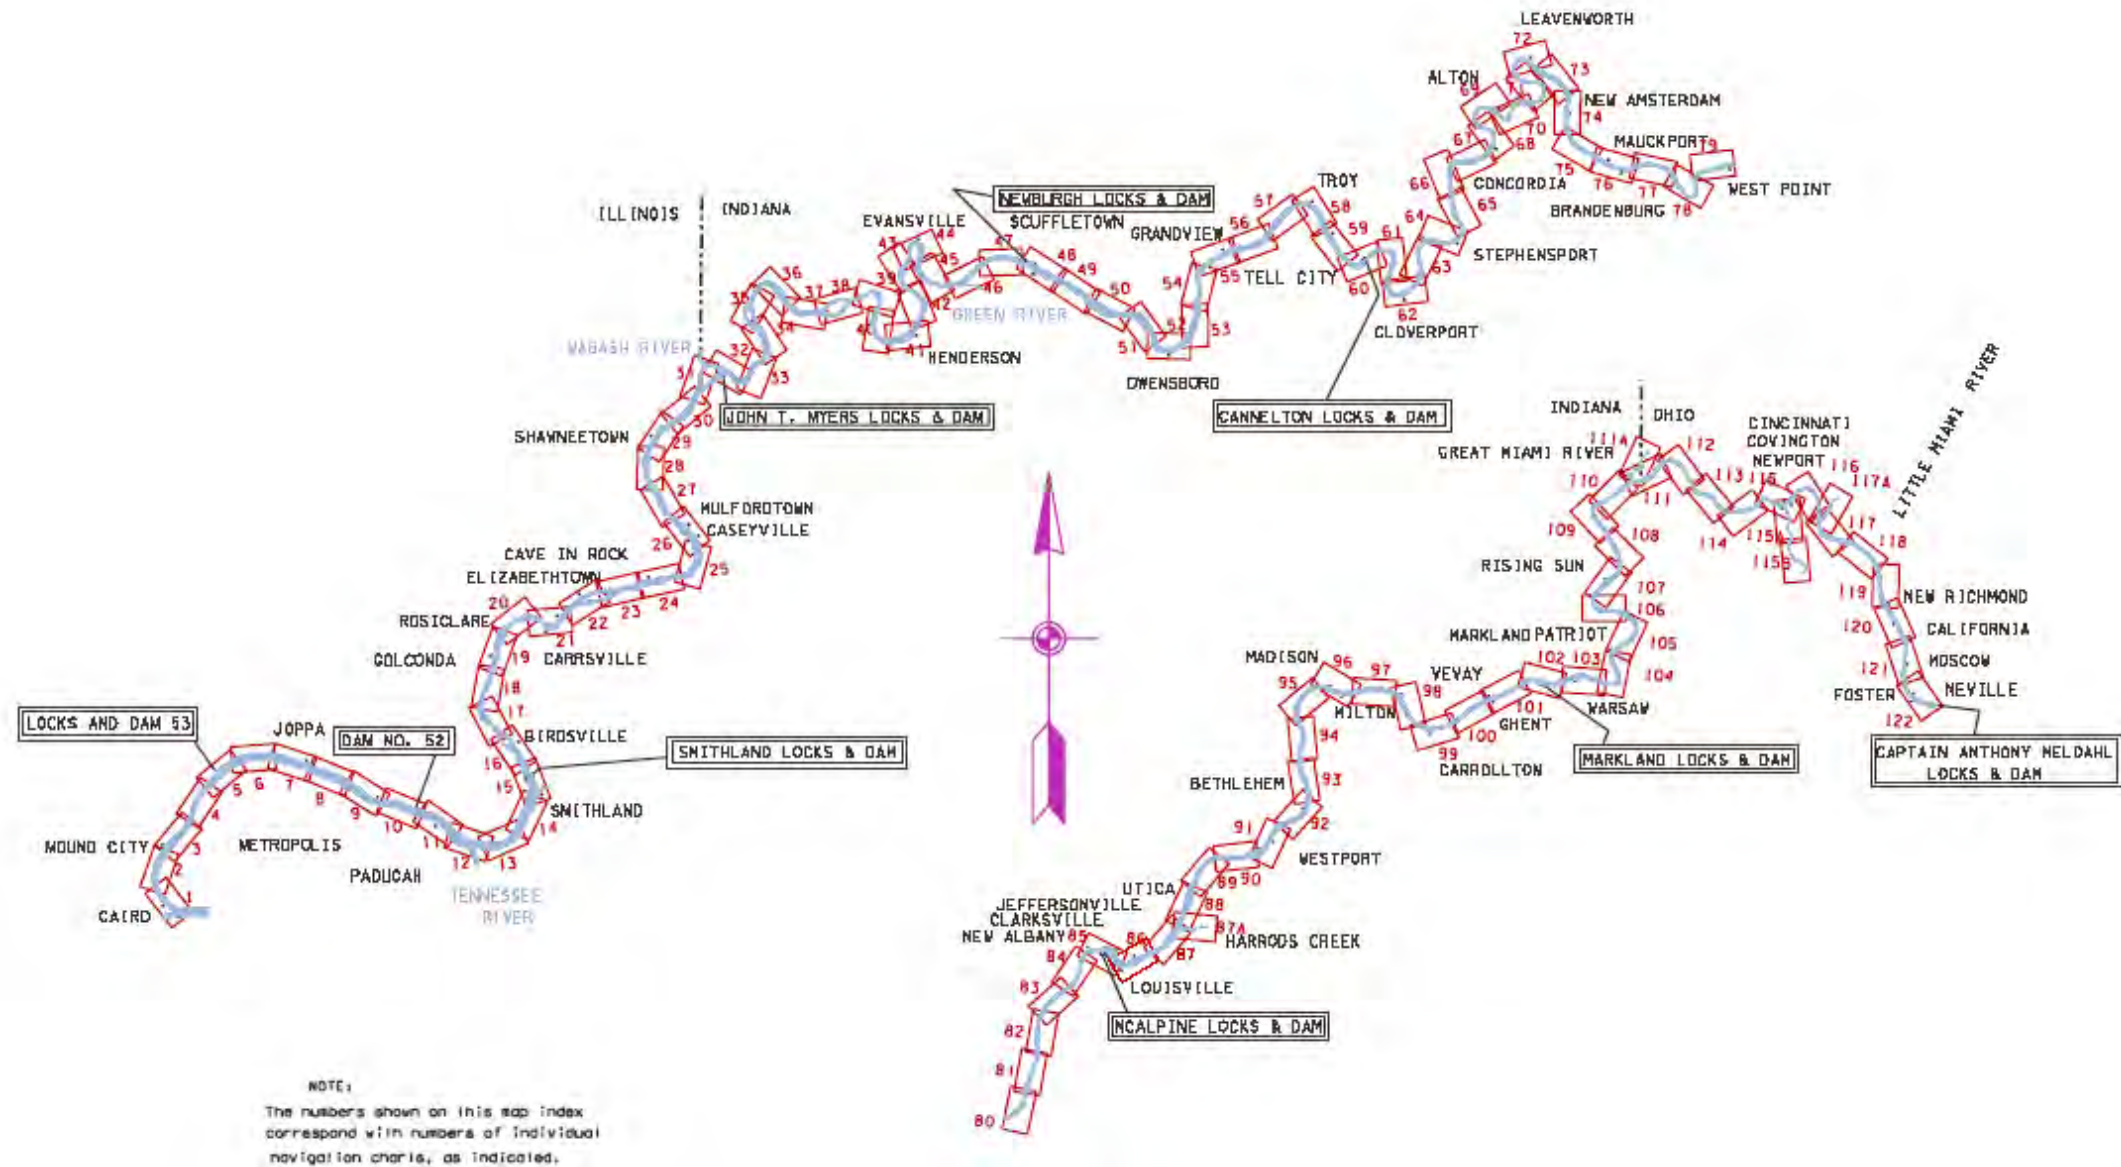 LEAVENWORTH
72
73
ALTON
69
NEW AMSTERDAM
74
70
67
68
MAUCKPORT
79
75
76
77
78
WEST POINT
BRANDENBURG
66
CONCORDIA
65
64
STEPHENSPORT
63
TROY
57
58
59
61
60
62
CLOVERPORT
TELL CITY
56
GRANDVIEW
55
54
53
52
51
OWENSBORO
CANNELTON LOCKS & DAM
NEWBURGH LOCKS & DAM
SCUFFLETOWN
47
48
49
50
ILLINOIS
INDIANA
EVANSVILLE
43
44
45
46
42
GREEN RIVER
36
35
37
38
39
40
41
HENDERSON
34
32
33
WABASH RIVER
31
JOHN T. MYERS LOCKS & DAM
30
SHAWNEETOWN
29
28
27
MULFORDTOWN
CASEYVILLE
26
25
CAVE IN ROCK
ELIZABETHTOWN
24
23
22
21
20
ROSICLARE
19
CARRSVILLE
GOLCONDA
18
17
BIRDSVILLE
16
SMITHLAND LOCKS & DAM
15
SMITHLAND
14
13
12
11
10
9
8
7
6
5
4
3
2
1
LOCKS AND DAM 53
JOPPA
DAM NO. 52
MOUND CITY
METROPOLIS
PADUCAH
TENNESSEE
RIVER
CAIRO
INDIANA
OHIO
111A
GREAT MIAMI RIVER
112
CINCINNATI
COVINGTON
NEWPORT
LITTLE MIAMI RIVER
110
111
113
115
116
117A
109
108
114
115A
115B
117
118
RISING SUN
107
106
119
NEW RICHMOND
120
CALIFORNIA
MARKLAND
PATRIOT
105
104
121
MOSCOW
FOSTER
NEVILLE
122
CAPTAIN ANTHONY MELDAHL
LOCKS & DAM
MADISON
96
97
95
VEVAY
102
103
98
MILTON
GHENT
101
WARSAW
100
99
CARROLLTON
MARKLAND LOCKS & DAM
94
BETHLEHEM
93
92
91
WESTPORT
90
89
UTICA
88
JEFFERSONVILLE
CLARKSVILLE
NEW ALBANY
85
86
87A
87
HARRODS CREEK
84
83
LOUISVILLE
MCALPINE LOCKS & DAM
82
81
80
NOTE:
The numbers shown on this map index
correspond with numbers of individual
navigation charts, as indicated.